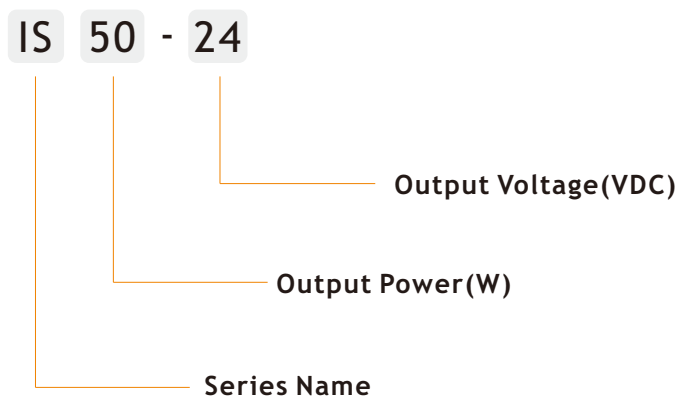 IS 50 - 24
Output Voltage(VDC)
Output Power(W)
Series Name